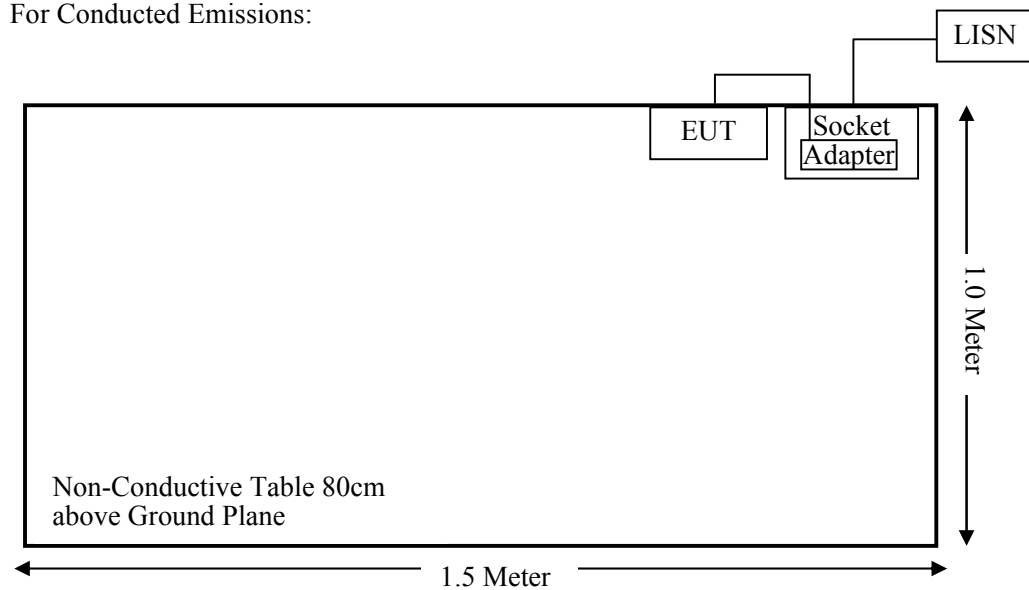 For Conducted Emissions:
LISN
EUT
Socket
Adapter
1.0 Meter
Non-Conductive Table 80cm
above Ground Plane
1.5 Meter